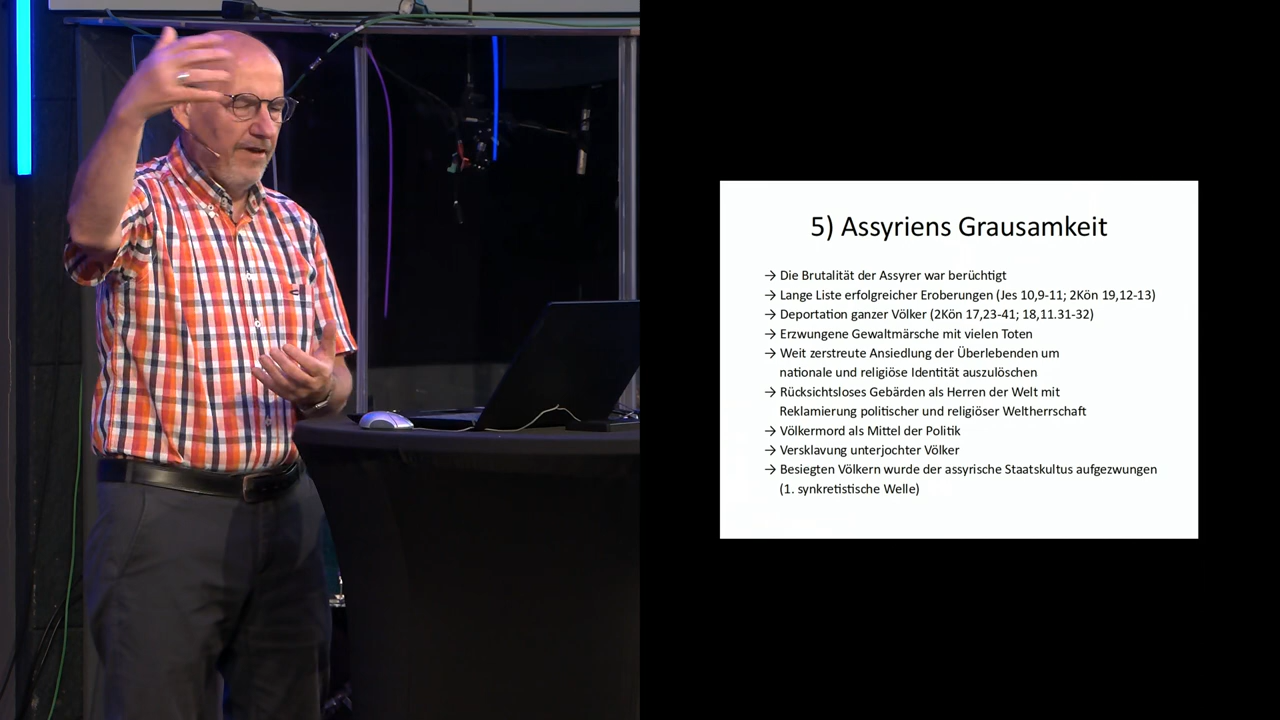 5) Assyriens Grausamkeit
→ Die Brutalität der Assyrer war berüchtigt
→ Lange Liste erfolgreicher Eroberungen (Jes 10,9-11; 2Kön 19,12-13)
→ Deportation ganzer Völker (2Kön 17,23-41; 18,11.31-32)
→ Erzwungene Gewaltmärsche mit vielen Toten
→ Weit zerstreute Ansiedlung der Überlebenden um
nationale und religiöse Identität auszulöschen
→ Rücksichtsloses Gebärden als Herren der Welt mit
Reklamierung politischer und religiöser Weltherrschaft
→ Völkermord als Mittel der Politik
→ Versklavung unterjochter Völker
→ Besiegten Völkern wurde der assyrische Staatskultus aufgezwungen
(1. synkretistische Welle)